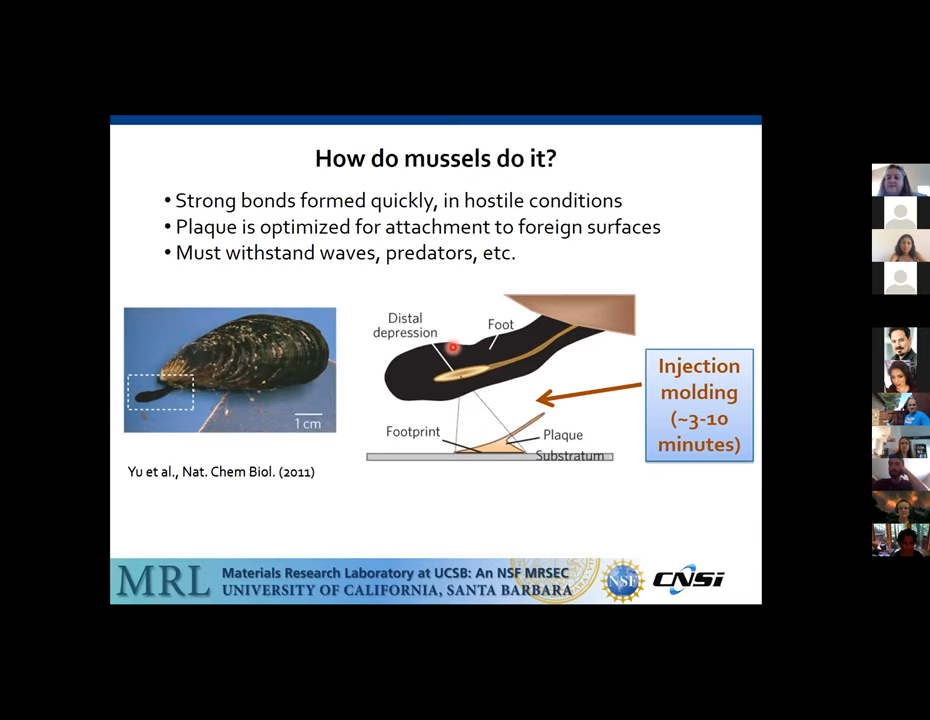 How do mussels do it?
• Strong bonds formed quickly, in hostile conditions
• Plaque is optimized for attachment to foreign surfaces
• Must withstand waves, predators, etc.
1 cm
Yu et al., Nat. Chem Biol. (2011)
Distal
depression
Foot
Footprint
Plaque
Substratum
Injection
molding
(~3-10
minutes)
MRL
Materials Research Laboratory at UCSB: An NSF MRSEC
UNIVERSITY OF CALIFORNIA, SANTA BARBARA
NSF
CNSi